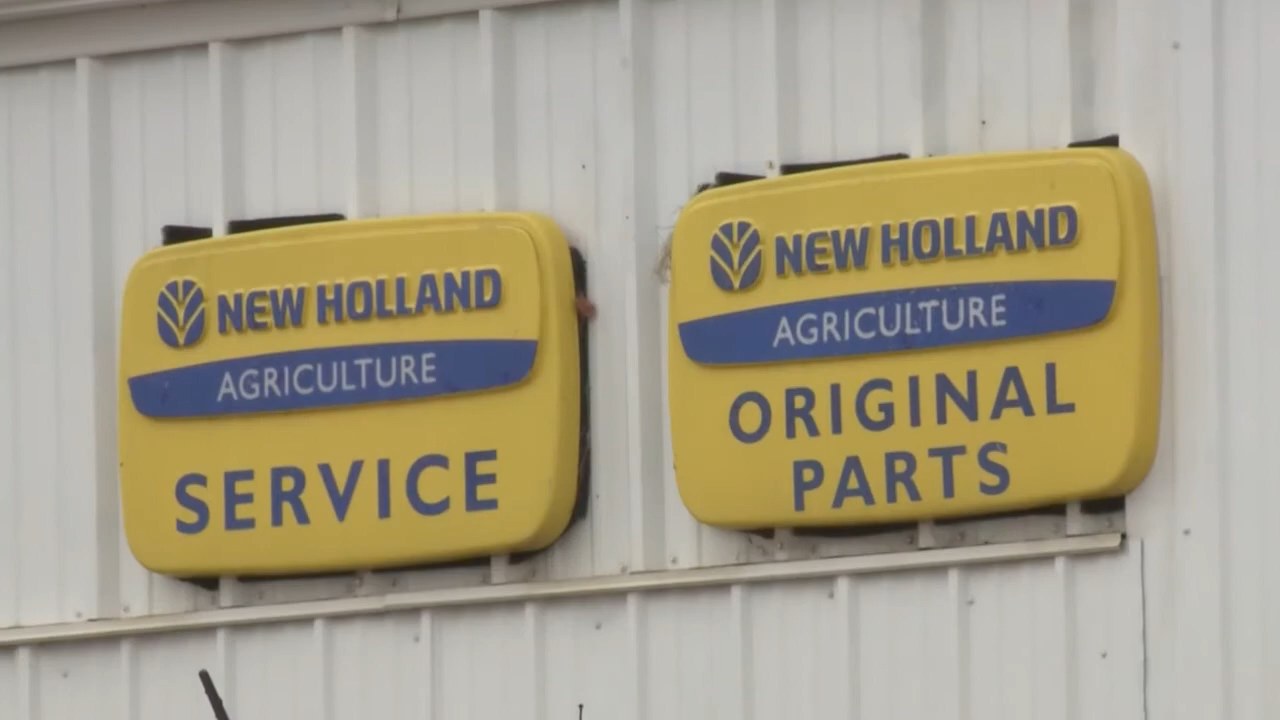 NEW HOLLAND
AGRICULTURE
SERVICE
NEW HOLLAND
AGRICULTURE
ORIGINAL
PARTS